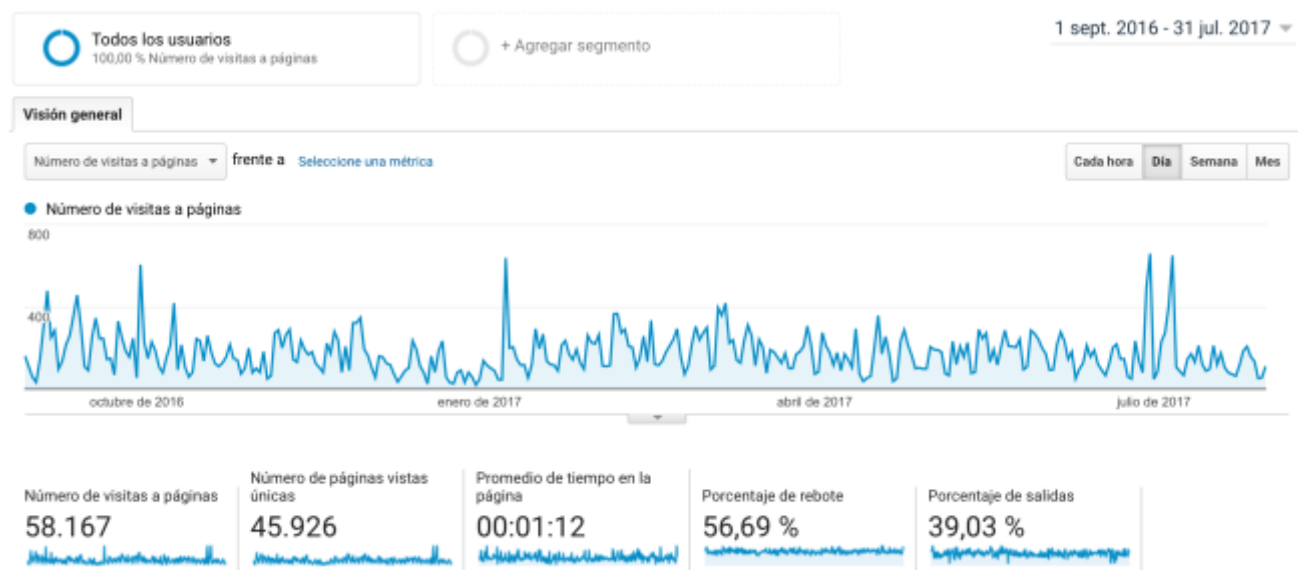 Todos los usuarios
100,00 % Número de visitas a páginas
+ Agregar segmento
1 sept. 2016 - 31 jul. 2017
Visión general
Número de visitas a páginas frente a Seleccione una métrica
Cada hora Día Semana Mes
Número de visitas a páginas
800
400
octubre de 2016 enero de 2017 abril de 2017 julio de 2017
Número de visitas a páginas
58.167
Número de páginas vistas
únicas
45.926
Promedio de tiempo en la
página
00:01:12
Porcentaje de rebote
56,69 %
Porcentaje de salidas
39,03 %